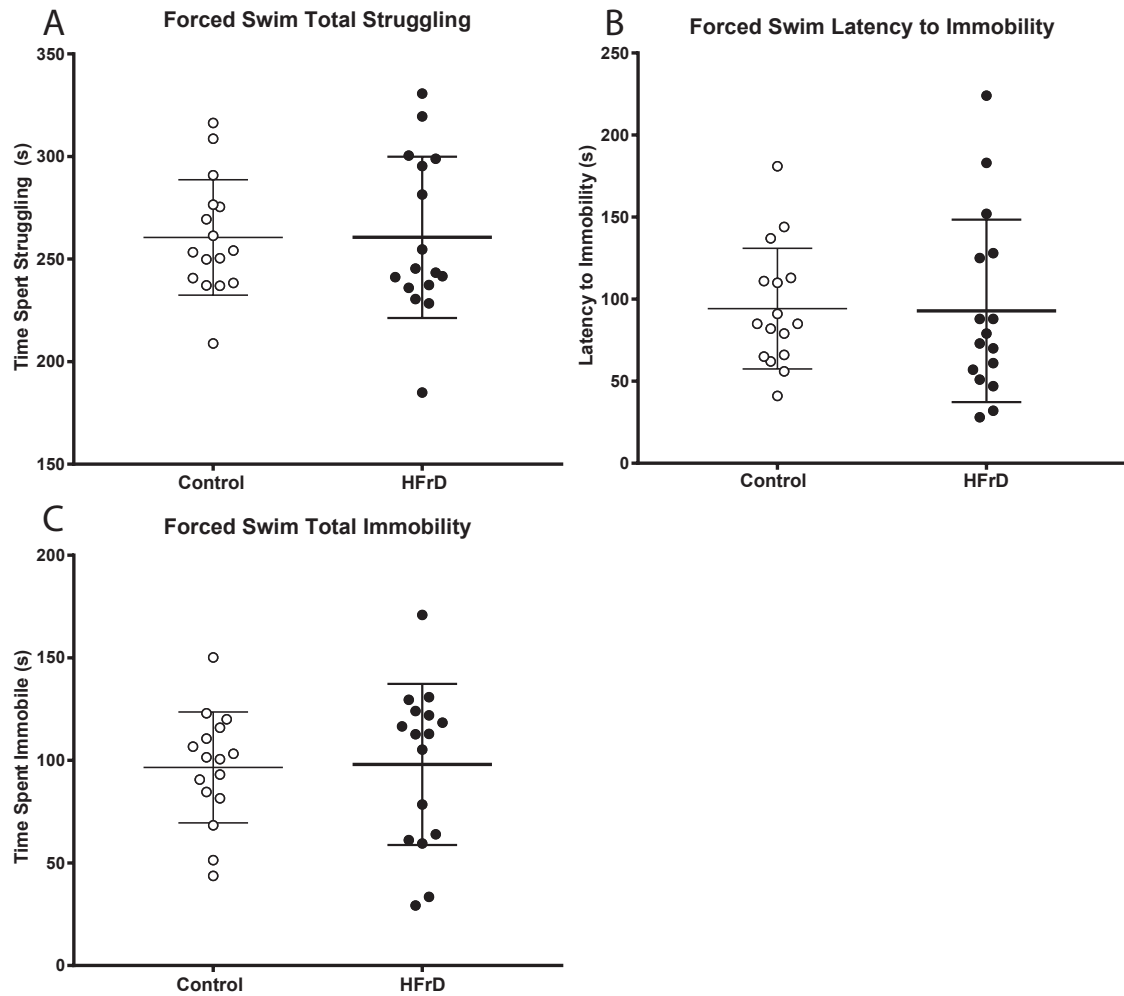 A
Forced Swim Total Struggling
350
300
250
200
150
Time Spert Struggling (s)
Control
HFrD
B
Forced Swim Latency to Immobility
250
200
150
100
50
0
Latency to Immobility (s)
Control
HFrD
C
Forced Swim Total Immobility
200
150
100
50
0
Time Spent Immobile (s)
Control
HFrD